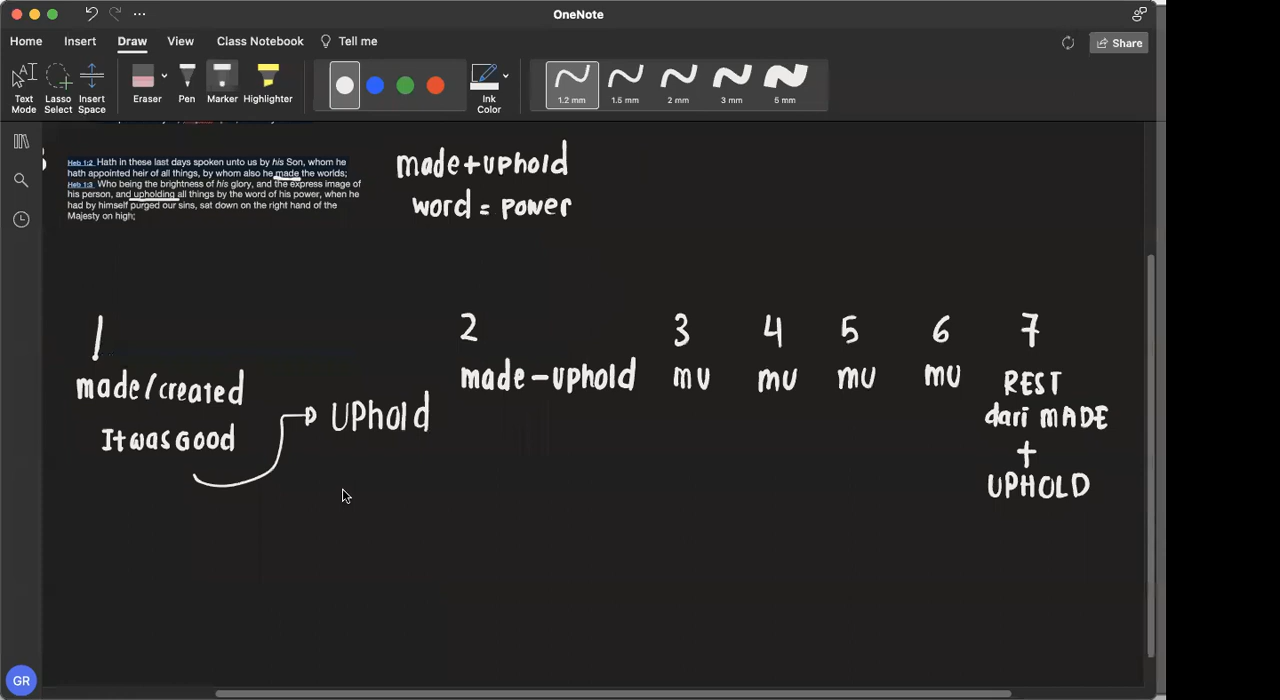 OneNote
Home Insert Draw View Class Notebook Tell me
Share
Text Mode
Lasso Select
Insert Space
Eraser
Pen
Marker
Highlighter
Ink Color
1.2 mm
1.5 mm
2 mm
3 mm
5 mm
Heb 1:2 Hath in these last days spoken unto us by his Son, whom he
hath appointed heir of all things, by whom also he made the worlds;
Heb 1:3 Who being the brightness of his glory, and the express image of
his person, and upholding all things by the word of his power, when he
had by himself purged our sins, sat down on the right hand of the
Majesty on high;
made+uphold
word = power
1 2 3 4 5 6 7
made/created
It was Good
UPhold
made-uphold
mu
mu
mu
mu
REST
dari MADE
+
UPHOLD
GR